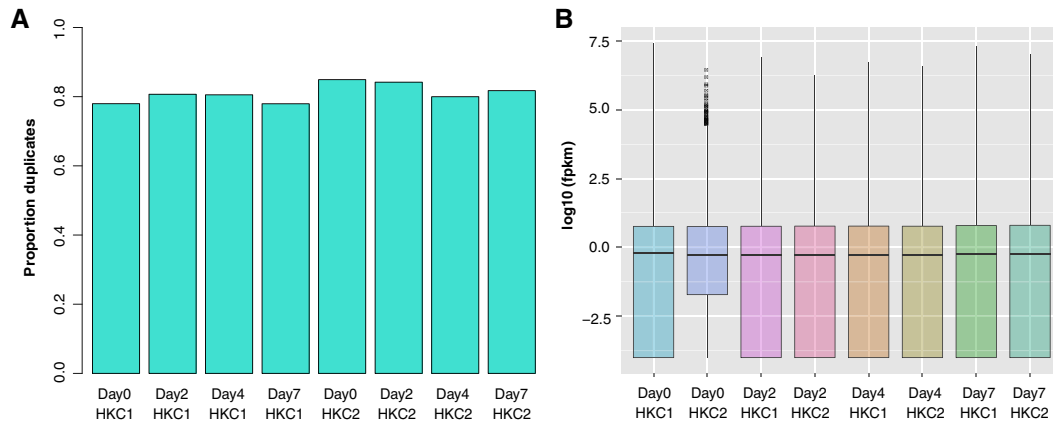 A
Proportion duplicates
1.0
0.8
0.6
0.4
0.2
0.0
Day0 Day2 Day4 Day7 Day0 Day2 Day4 Day7
HKC1 HKC1 HKC1 HKC1 HKC2 HKC2 HKC2 HKC2
B
log10 (fpkm)
7.5
5.0
2.5
0.0
−2.5
Day0 Day0 Day2 Day2 Day4 Day4 Day7 Day7
HKC1 HKC2 HKC1 HKC2 HKC1 HKC2 HKC1 HKC2